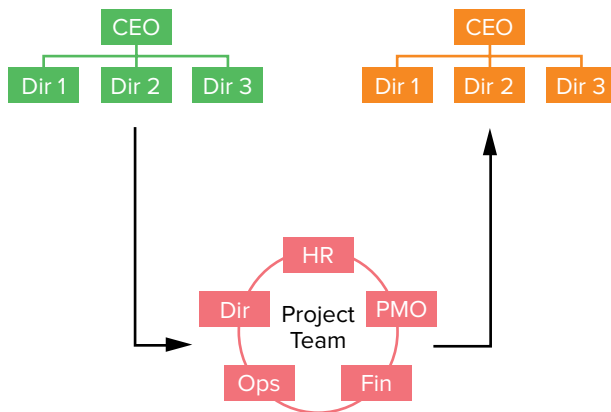 CEO
Dir 1
Dir 2
Dir 3
CEO
Dir 1
Dir 2
Dir 3
HR
Dir
PMO
Project
Team
Ops
Fin